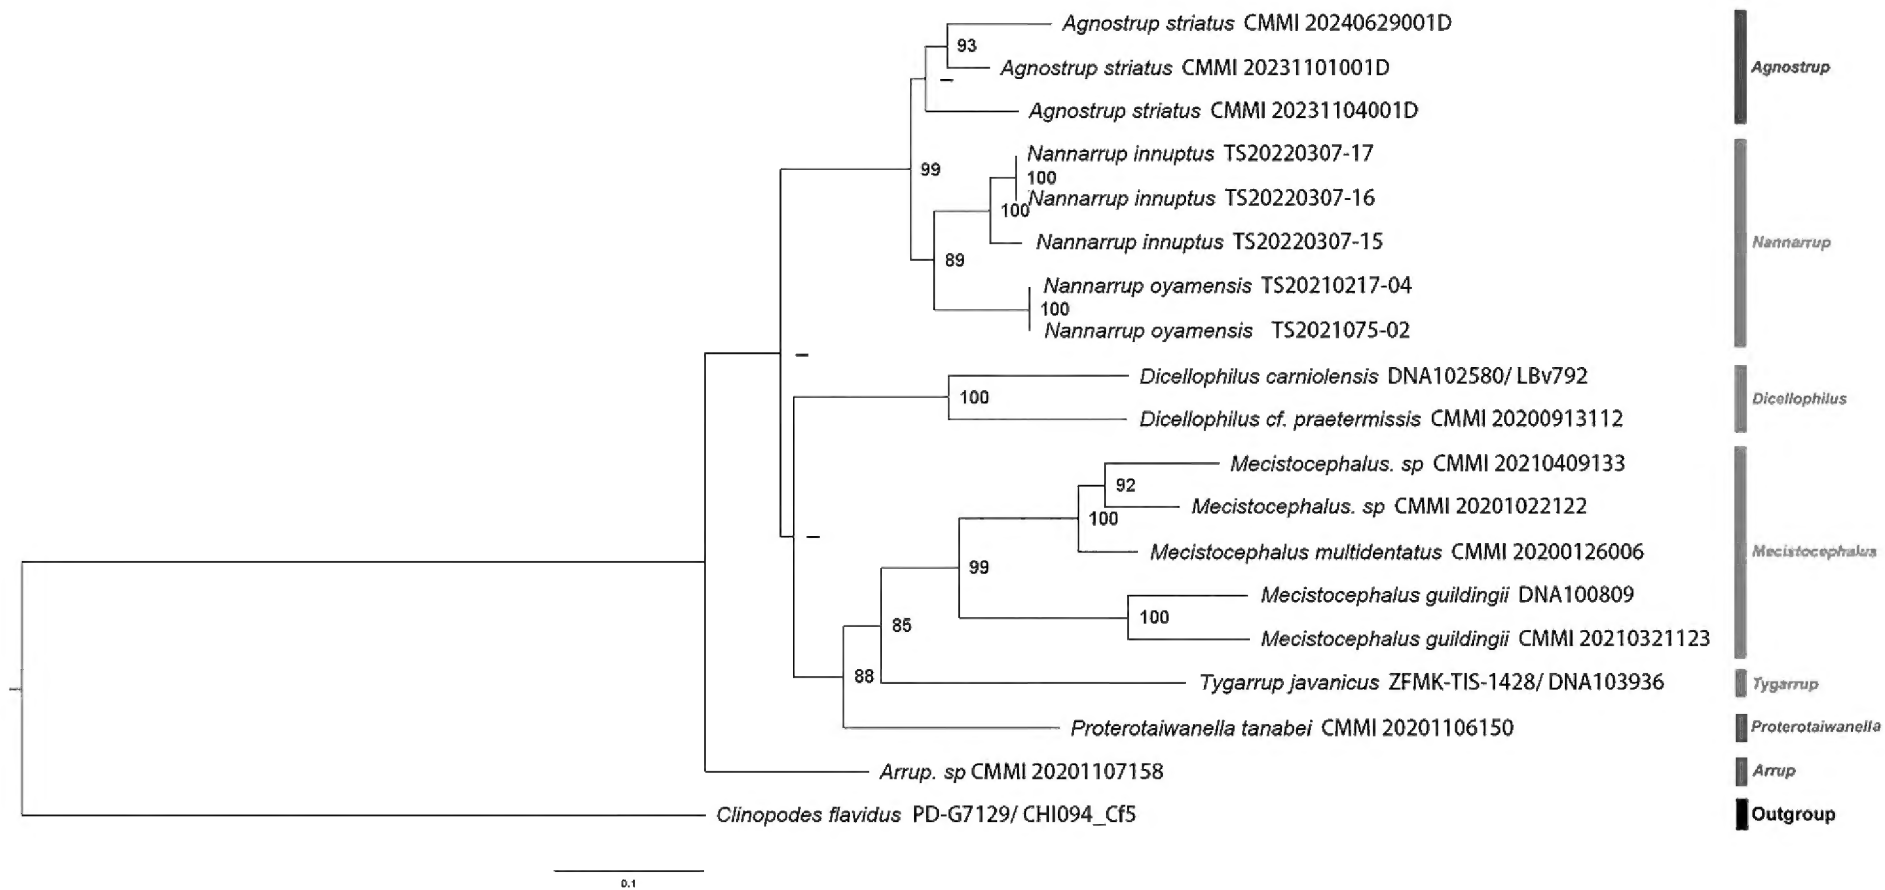 Agnostrup striatus CMMI 20240629001D
93
Agnostrup striatus CMMI 20231101001D
Agnostrup
–
Agnostrup striatus CMMI 20231104001D
Nannarrup innuptus TS20220307-17
99
100
Nannarrup innuptus TS20220307-16
100
Nannarrup innuptus TS20220307-15
Nannarrup
89
Nannarrup oyamensis TS20210217-04
100
Nannarrup oyamensis TS2021075-02
–
Dicellophilus carniolensis DNA102580/ LBv792
100
Dicellophilus
Dicellophilus cf. praetermissis CMMI 20200913112
Mecistocephalus. sp CMMI 20210409133
92
Mecistocephalus. sp CMMI 20201022122
100
–
Mecistocephalus multidentatus CMMI 20200126006
Mecistocephalus
99
Mecistocephalus guildingii DNA100809
100
85
Mecistocephalus guildingii CMMI 20210321123
88
Tygarrup javanicus ZFMK-TIS-1428/ DNA103936
Tygarrup
Proterotaiwanella tanabei CMMI 20201106150
Proterotaiwanella
Arrup. sp CMMI 20201107158
Arrup
Clinopodes flavidus PD-G7129/ CHI094_Cf5
Outgroup
0.1